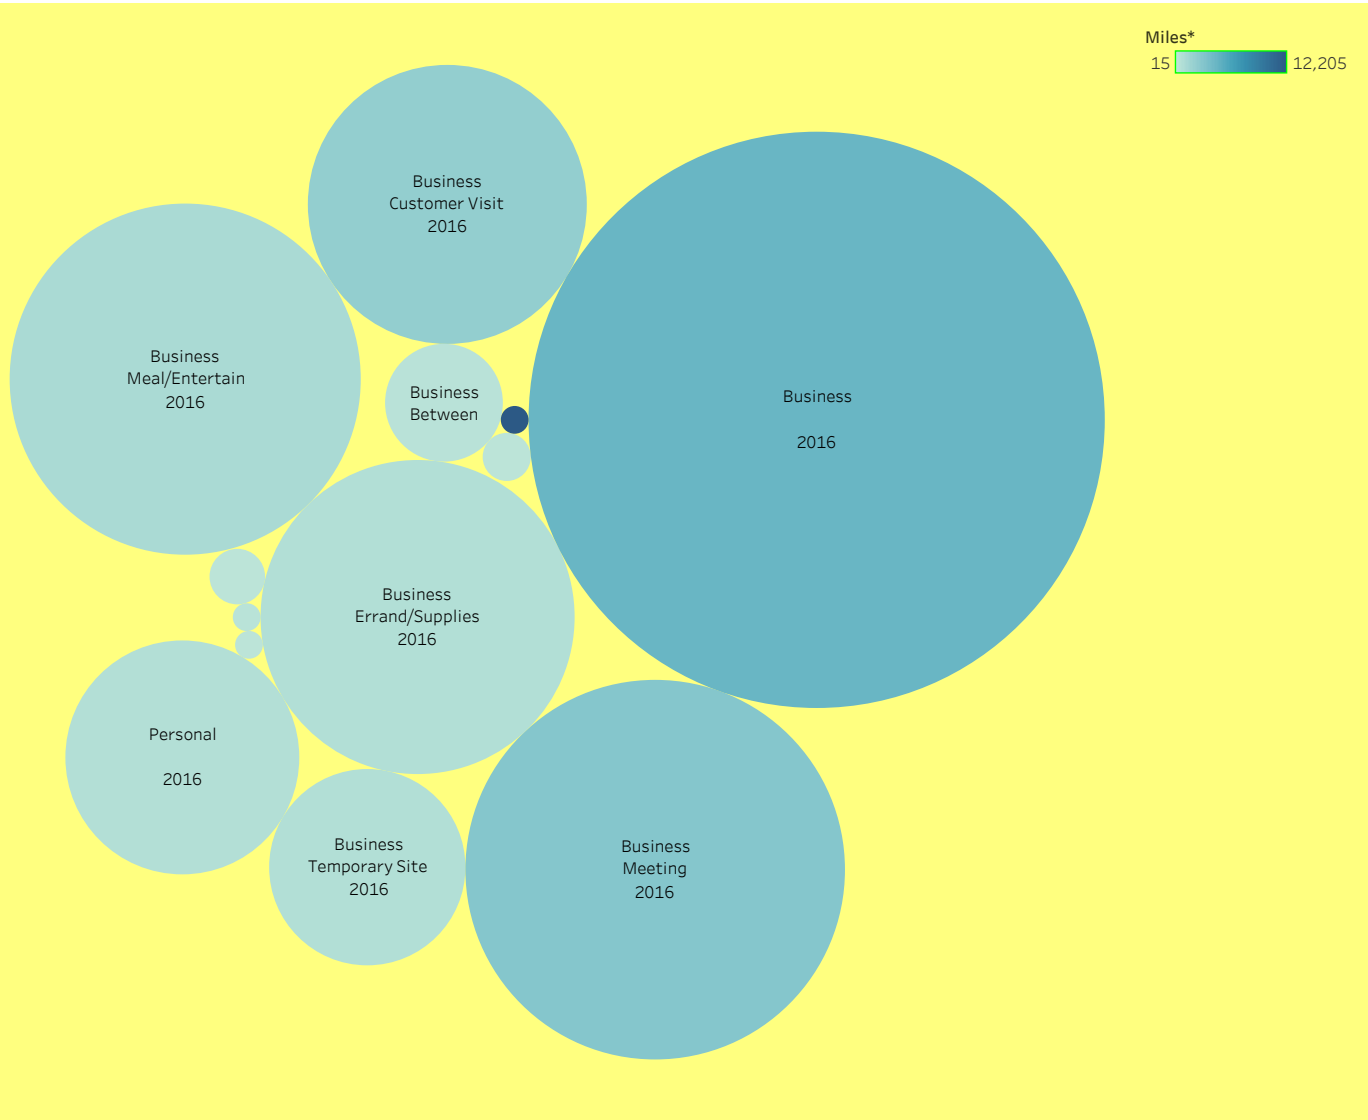 Miles*
15 12,205
Business
Customer Visit
2016
Business
Meal/Entertain
2016
Business
Between
Business
2016
Business
Errand/Supplies
2016
Personal
2016
Business
Temporary Site
2016
Business
Meeting
2016